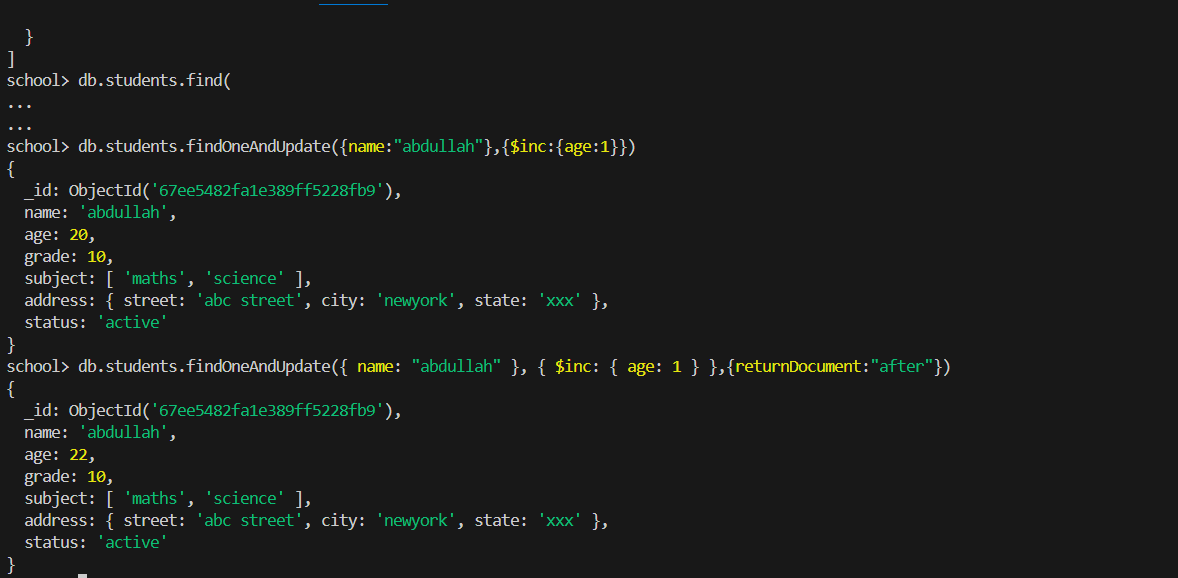 }
]
school> db.students.find(
...
...
school> db.students.findOneAndUpdate({name:"abdullah"},{$inc:{age:1}})
{
  _id: ObjectId('67ee5482fa1e389ff5228fb9'),
  name: 'abdullah',
  age: 20,
  grade: 10,
  subject: [ 'maths', 'science' ],
  address: { street: 'abc street', city: 'newyork', state: 'xxx' },
  status: 'active'
}
school> db.students.findOneAndUpdate({ name: "abdullah" }, { $inc: { age: 1 } },{returnDocument:"after"})
{
  _id: ObjectId('67ee5482fa1e389ff5228fb9'),
  name: 'abdullah',
  age: 22,
  grade: 10,
  subject: [ 'maths', 'science' ],
  address: { street: 'abc street', city: 'newyork', state: 'xxx' },
  status: 'active'
}